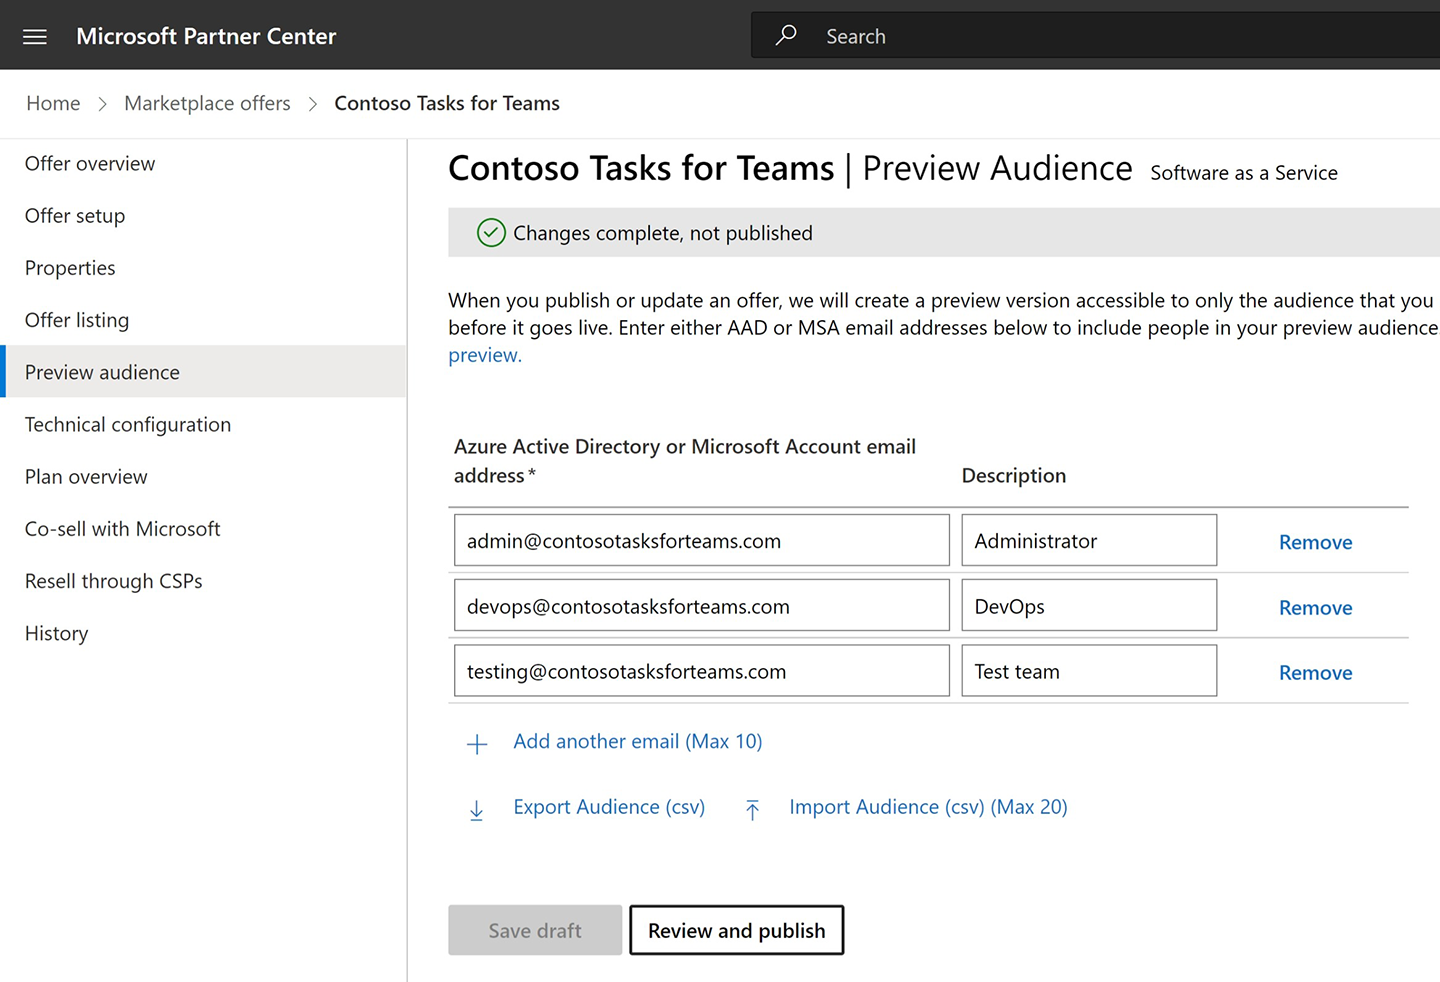 Microsoft Partner Center
Search
Home > Marketplace offers > Contoso Tasks for Teams
Offer overview
Offer setup
Properties
Offer listing
Preview audience
Technical configuration
Plan overview
Co-sell with Microsoft
Resell through CSPs
History
Contoso Tasks for Teams | Preview Audience Software as a Service
Changes complete, not published
When you publish or update an offer, we will create a preview version accessible to only the audience that you
before it goes live. Enter either AAD or MSA email addresses below to include people in your preview audience
preview.
Azure Active Directory or Microsoft Account email
address *
Description
admin@contosotasksforteams.com Administrator Remove
devops@contosotasksforteams.com DevOps Remove
testing@contosotasksforteams.com Test team Remove
Add another email (Max 10)
Export Audience (csv) Import Audience (csv) (Max 20)
Save draft Review and publish